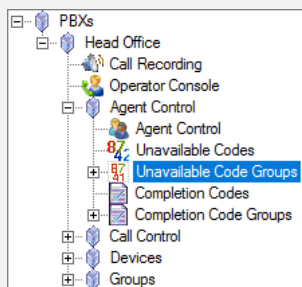 PBXs
Head Office
Call Recording
Operator Console
Agent Control
Agent Control
Unavailable Codes
Unavailable Code Groups
Completion Codes
Completion Code Groups
Call Control
Devices
Groups